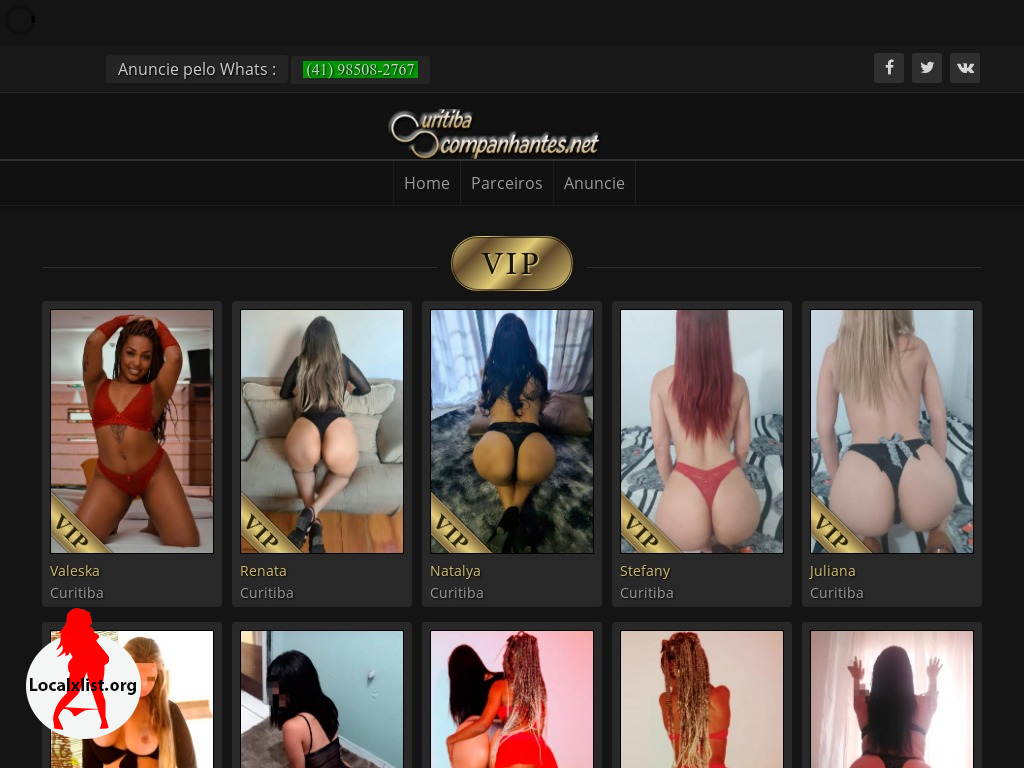 Anuncie pelo Whats :
(41) 98508-2767
Curitiba
Companhantes.net
Home
Parceiros
Anuncie
VIP
VIP
VIP
VIP
VIP
VIP
Valeska
Renata
Natalya
Stefany
Juliana
Curitiba
Curitiba
Curitiba
Curitiba
Curitiba
Localxlist.org